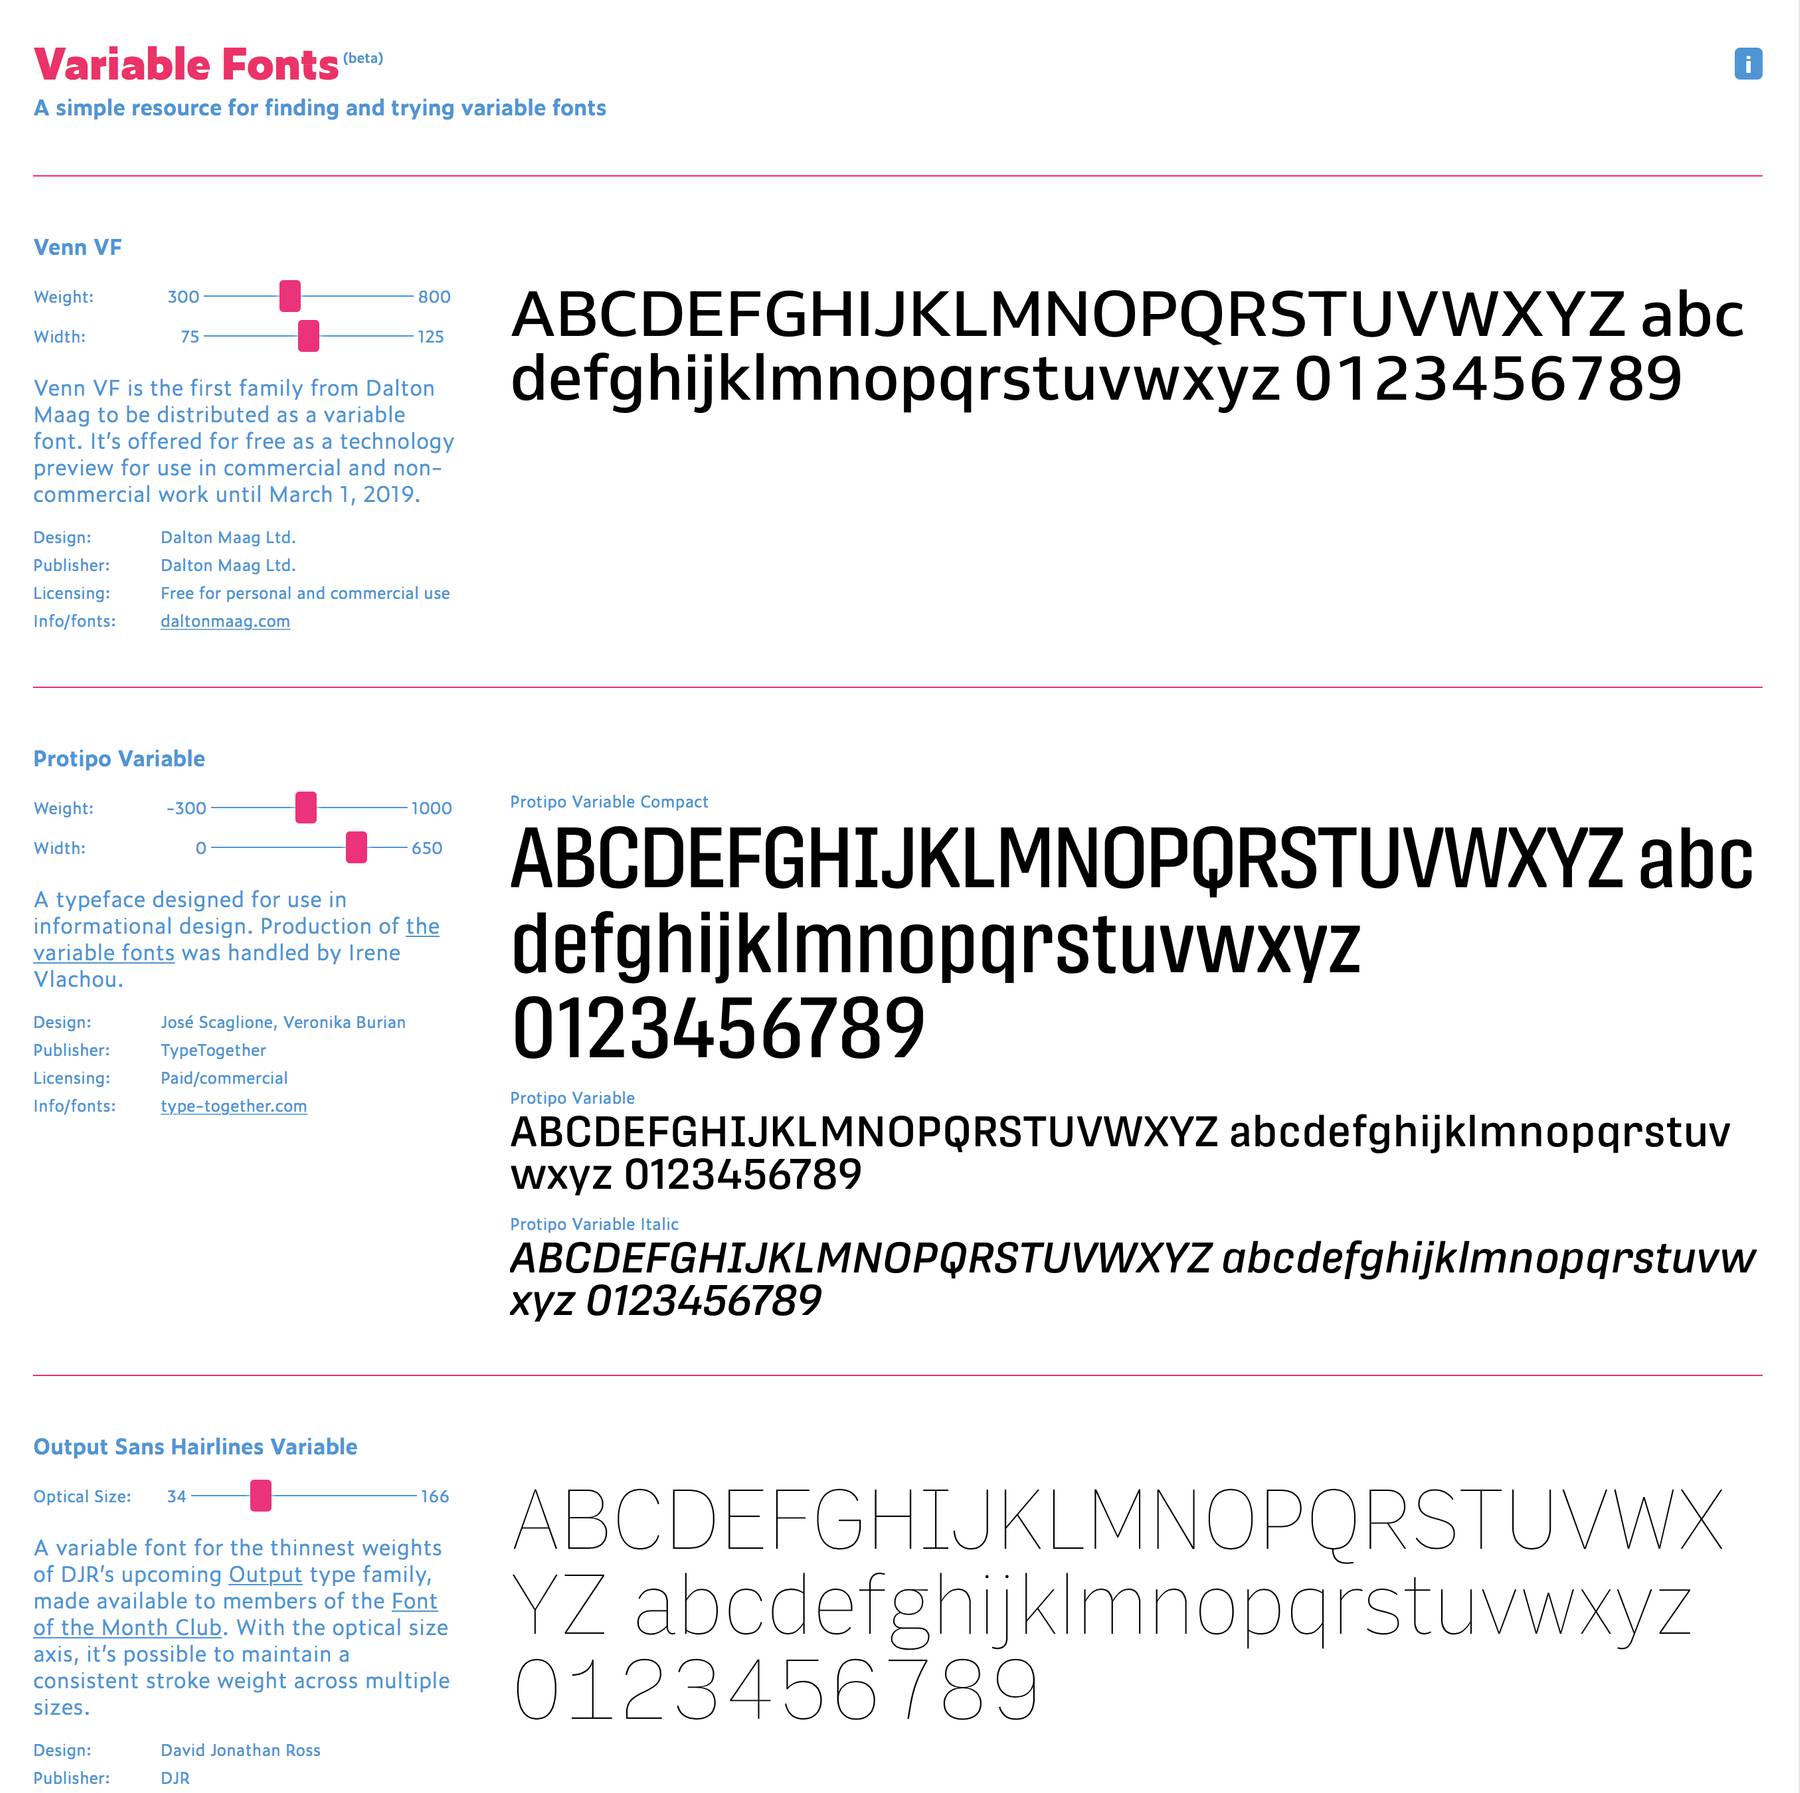 Variable Fonts (beta)
i
A simple resource for finding and trying variable fonts
Venn VF
Weight: 300 800
Width: 75 125
Venn VF is the first family from Dalton
Maag to be distributed as a variable
font. It’s offered for free as a technology
preview for use in commercial and non-
commercial work until March 1, 2019.
Design: Dalton Maag Ltd.
Publisher: Dalton Maag Ltd.
Licensing: Free for personal and commercial use
Info/fonts: daltonmaag.com
ABCDEFGHIJKLMNOPQRSTUVWXYZ abc
defghijklmnopqrstuvwxyz 0123456789
Protipo Variable
Weight: -300 1000
Width: 0 650
A typeface designed for use in
informational design. Production of the
variable fonts was handled by Irene
Vlachou.
Design: José Scaglione, Veronika Burian
Publisher: TypeTogether
Licensing: Paid/commercial
Info/fonts: type-together.com
Protipo Variable Compact
ABCDEFGHIJKLMNOPQRSTUVWXYZ abc
defghijklmnopqrstuvwxyz
0123456789
Protipo Variable
ABCDEFGHIJKLMNOPQRSTUVWXYZ abcdefghijklmnopqrstuv
wxyz 0123456789
Protipo Variable Italic
ABCDEFGHIJKLMNOPQRSTUVWXYZ abcdefghijklmnopqrstuvw
xyz 0123456789
Output Sans Hairlines Variable
Optical Size: 34 166
A variable font for the thinnest weights
of DJR’s upcoming Output type family,
made available to members of the Font
of the Month Club. With the optical size
axis, it’s possible to maintain a
consistent stroke weight across multiple
sizes.
Design: David Jonathan Ross
Publisher: DJR
ABCDEFGHIJKLMNOPQRSTUVWX
YZ abcdefghijklmnopqrstuvwxyz
0123456789